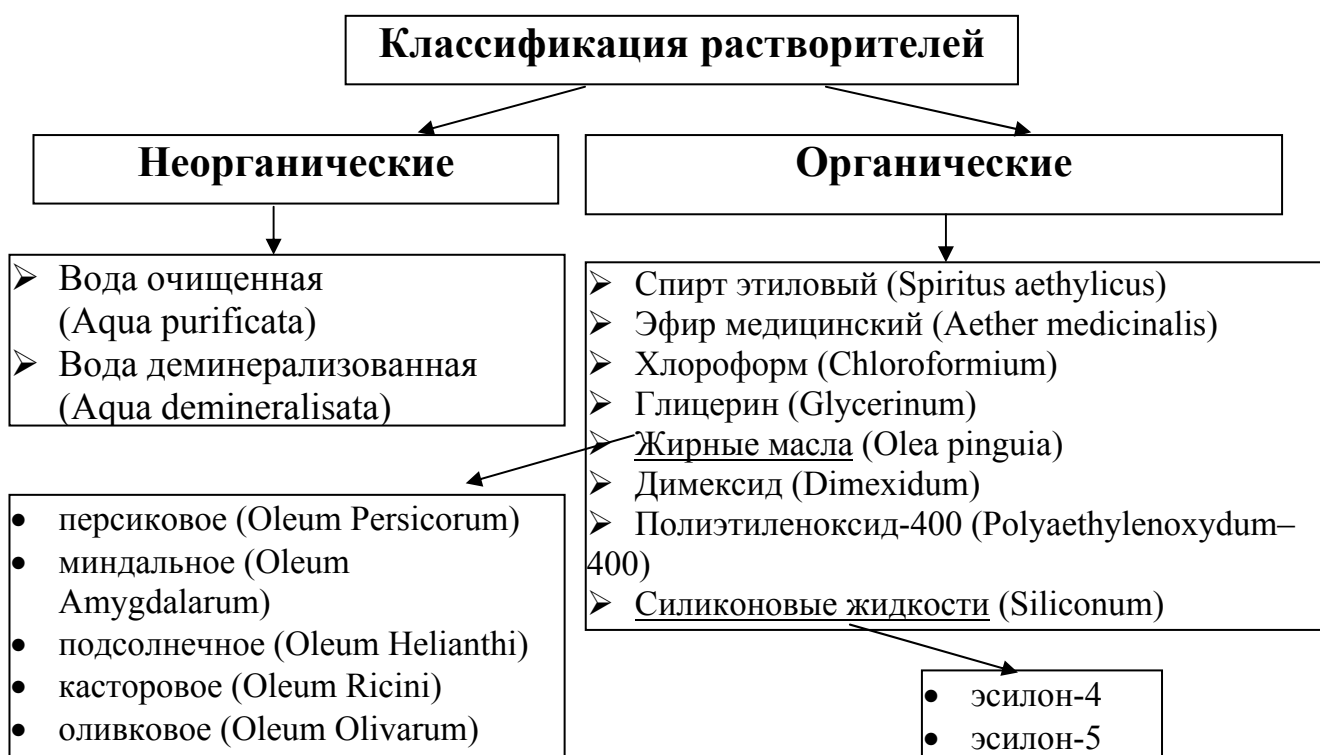 Классификация растворителей
Неорганические
Органические
➢ Вода очищенная
(Aqua purificata)
➢ Вода деминерализованная
(Aqua demineralisata)
➢ Спирт этиловый (Spiritus aethylicus)
➢ Эфир медицинский (Aether medicinalis)
➢ Хлороформ (Chloroformium)
➢ Глицерин (Glycerinum)
➢ Жирные масла (Olea pinguia)
➢ Димексид (Dimexidum)
➢ Полиэтиленоксид-400 (Polyaethylenoxydum–
400)
➢ Силиконовые жидкости (Siliconum)
• персиковое (Oleum Persicorum)
• миндальное (Oleum
Amygdalarum)
• подсолнечное (Oleum Helianthi)
• касторовое (Oleum Ricini)
• оливковое (Oleum Olivarum)
• эсилон-4
• эсилон-5